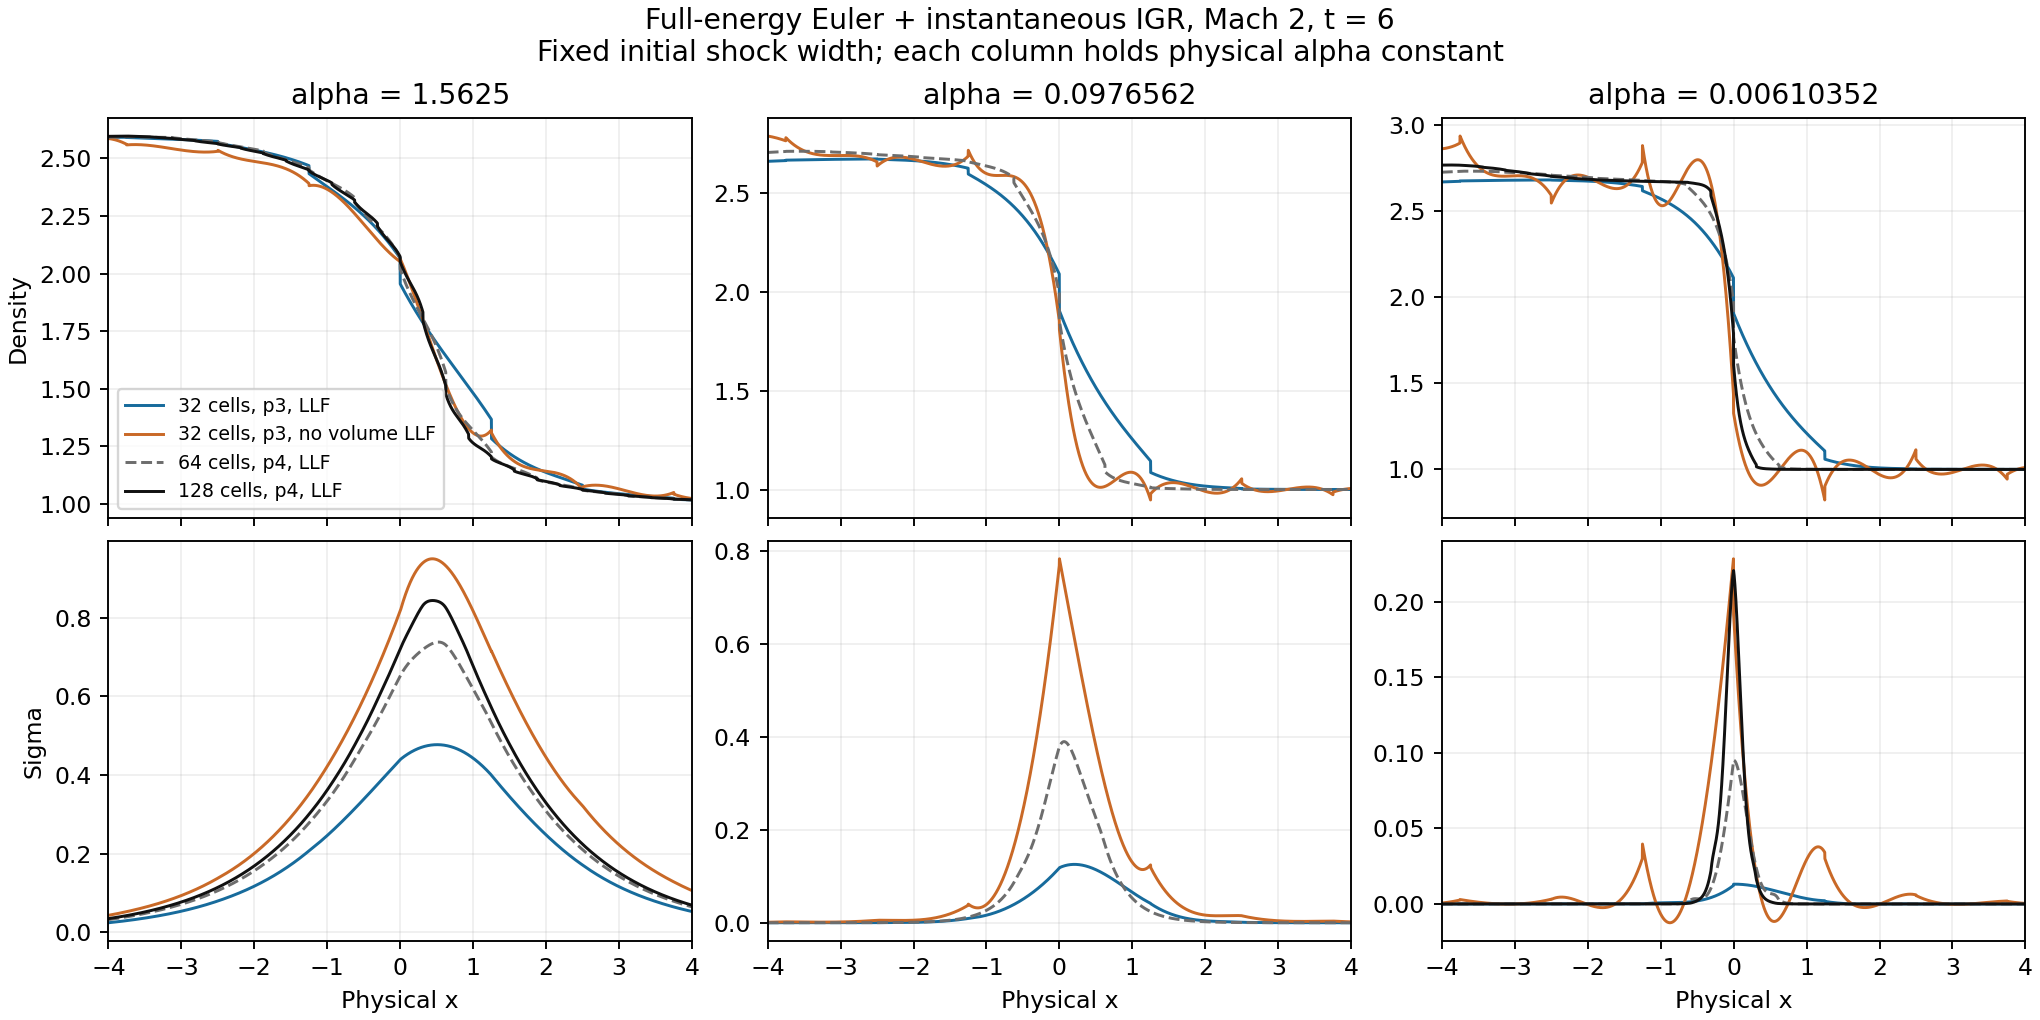 Full-energy Euler + instantaneous IGR, Mach 2, t = 6
Fixed initial shock width; each column holds physical alpha constant
alpha = 1.5625
alpha = 0.0976562
alpha = 0.00610352
Density
2.50
2.25
2.00
1.75
1.50
1.25
1.00
32 cells, p3, LLF
32 cells, p3, no volume LLF
64 cells, p4, LLF
128 cells, p4, LLF
2.5
2.0
1.5
1.0
3.0
2.5
2.0
1.5
1.0
Sigma
0.8
0.6
0.4
0.2
0.0
−4 −3 −2 −1 0 1 2 3 4
Physical x
0.8
0.6
0.4
0.2
0.0
−4 −3 −2 −1 0 1 2 3 4
Physical x
0.20
0.15
0.10
0.05
0.00
−4 −3 −2 −1 0 1 2 3 4
Physical x